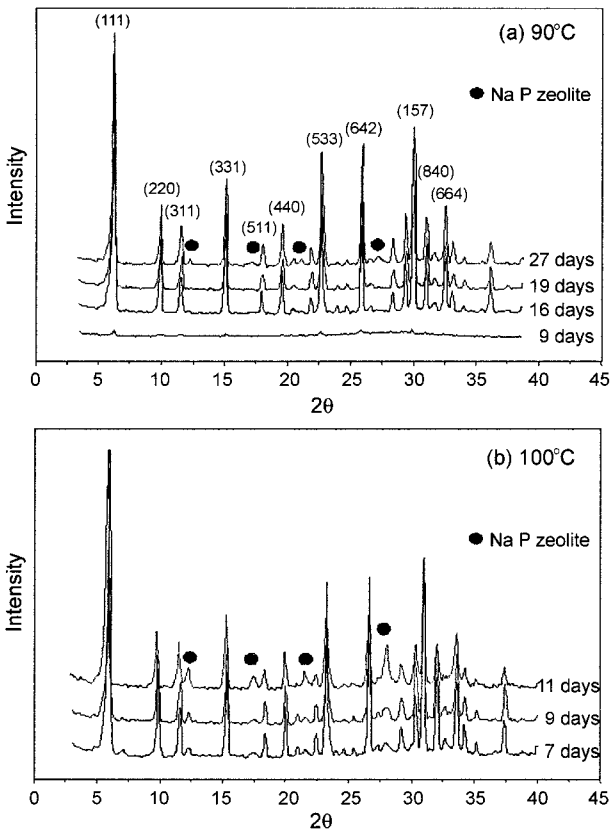 (a) 90°C
(111)
Na P zeolite
(157)
(642)
(533)
(840)
(331)
(664)
(220)
(440)
(311)
(511)
Intensity
27 days
19 days
16 days
9 days
0 5 10 15 20 25 30 35 40 45
2θ
(b) 100°C
Na P zeolite
Intensity
11 days
9 days
7 days
0 5 10 15 20 25 30 35 40 45
2θ